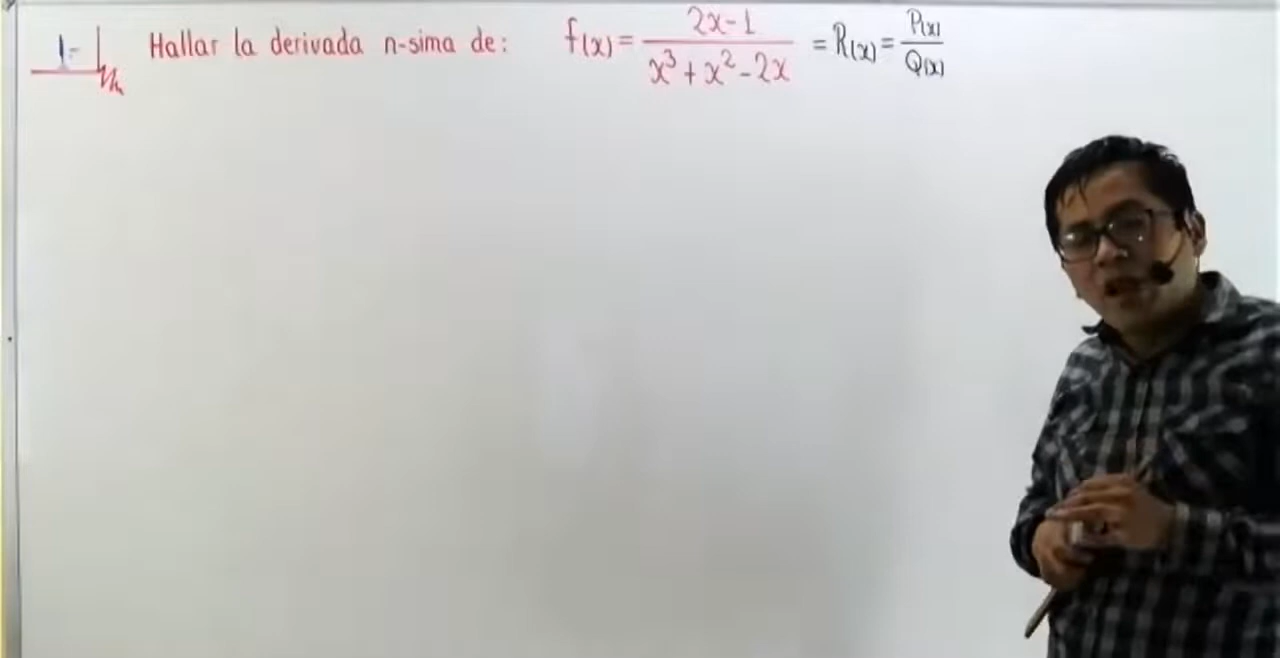 1- Hallar la derivada n-sima de: f(x) = (2x-1)/(x³+x²-2x) = R(x) = P(x)/Q(x)